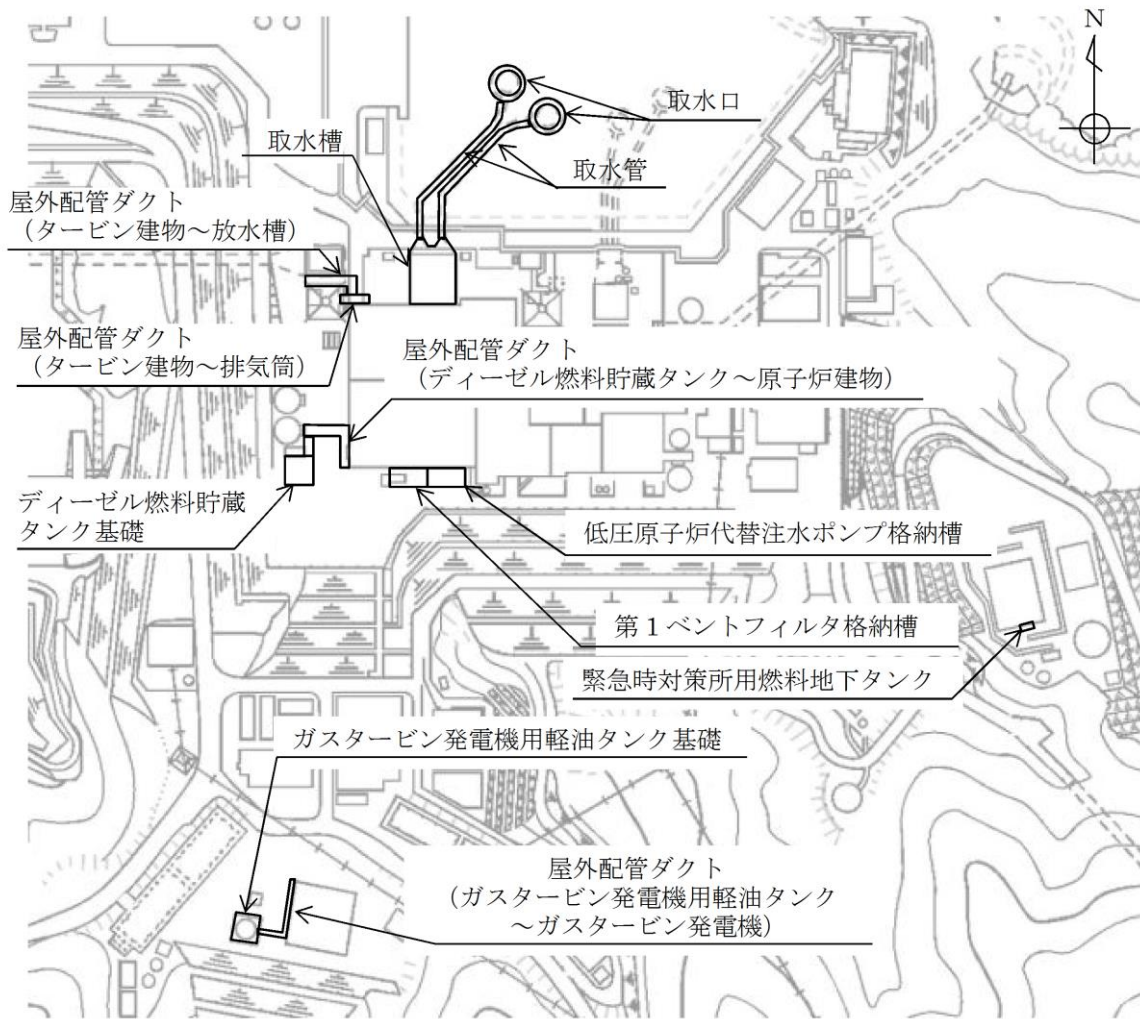 N
取水口
取水槽
取水管
屋外配管ダクト
(タービン建物～放水槽)
屋外配管ダクト
(タービン建物～排気筒)
屋外配管ダクト
(ディーゼル燃料貯蔵タンク～原子炉建物)
ディーゼル燃料貯蔵
タンク基礎
低圧原子炉代替注水ポンプ格納槽
第1ベントフィルタ格納槽
緊急時対策所用燃料地下タンク
ガスタービン発電機用軽油タンク基礎
屋外配管ダクト
(ガスタービン発電機用軽油タンク
～ガスタービン発電機)